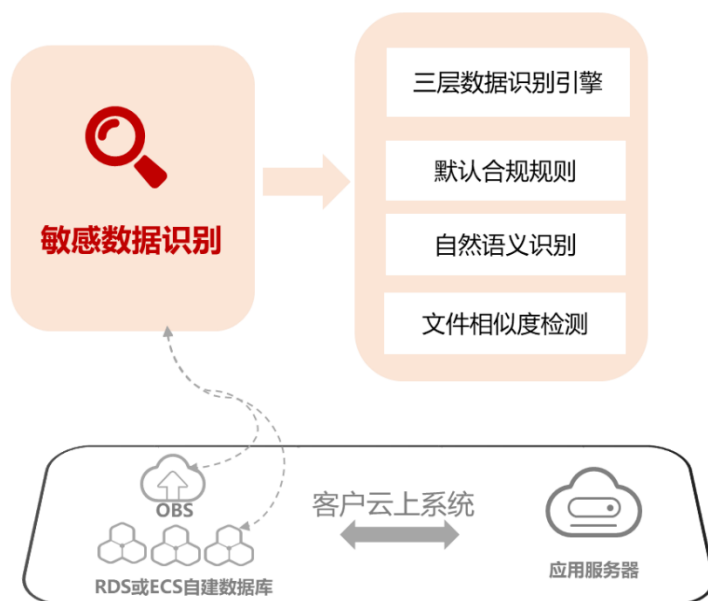 三层数据识别引擎
默认合规规则
敏感数据识别
自然语义识别
文件相似度检测
OBS
客户云上系统
RDS或ECS自建数据库
应用服务器